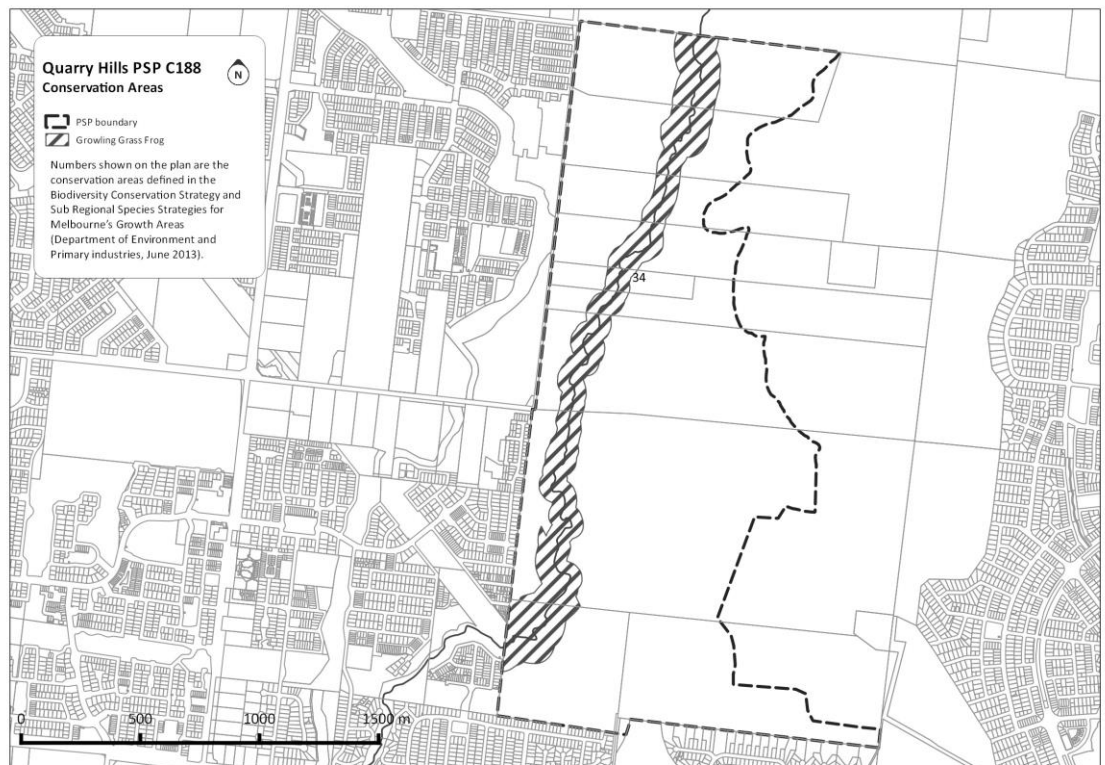 Quarry Hills PSP C188
Conservation Areas
N
PSP boundary
Growling Grass Frog
Numbers shown on the plan are the
conservation areas defined in the
Biodiversity Conservation Strategy and
Sub Regional Species Strategies for
Melbourne's Growth Areas
(Department of Environment and
Primary industries, June 2013).
34
0 500 1000 1500 m